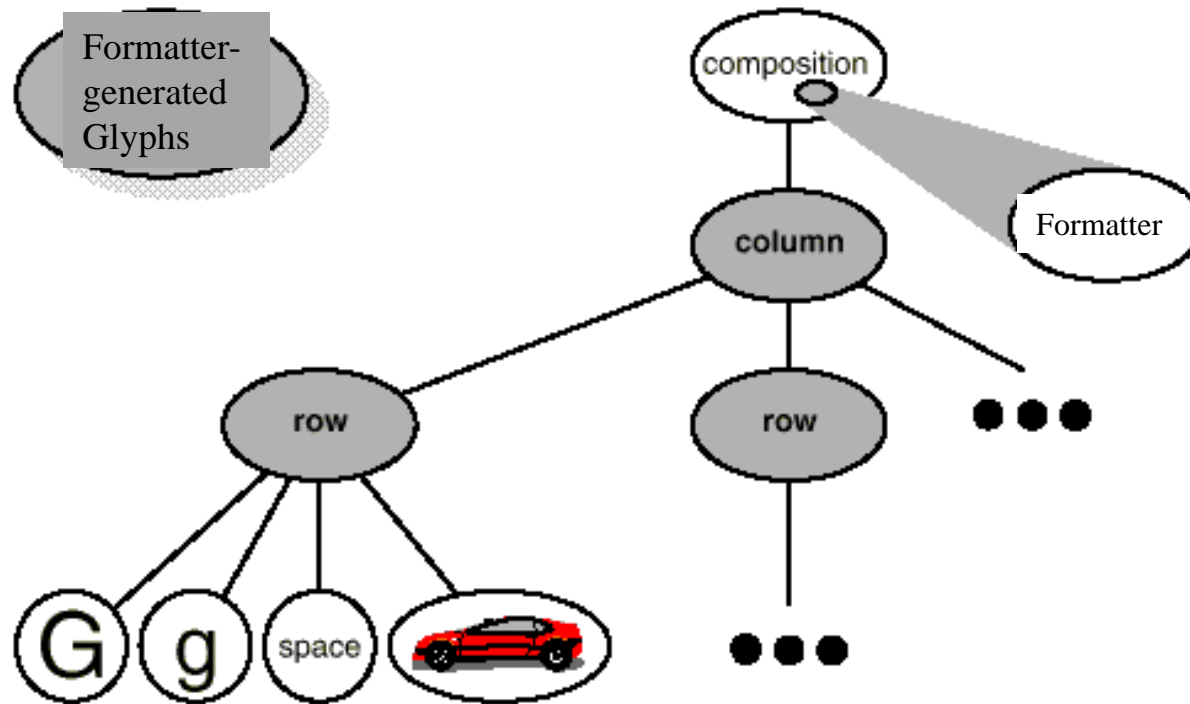 Formatter-
generated
Glyphs
composition
Formatter
column
row
row
G
g
space